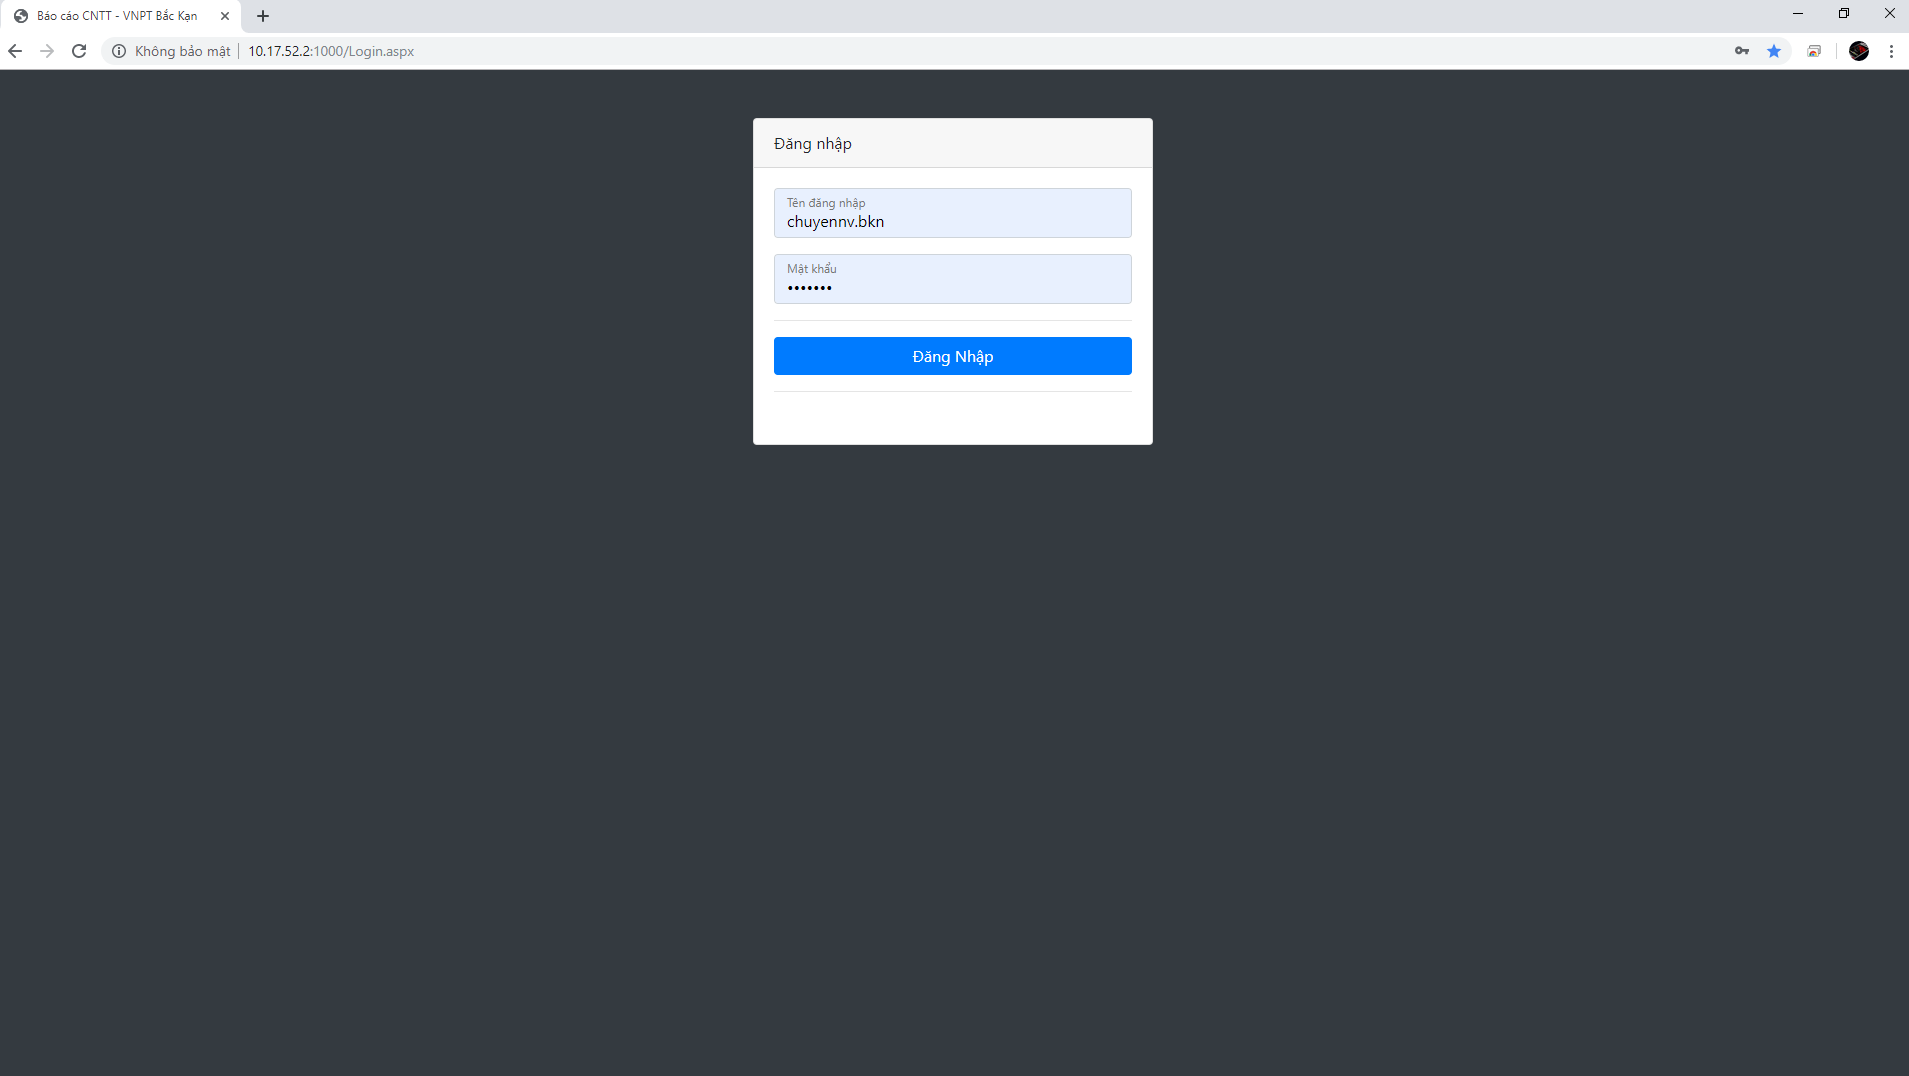 Báo cáo CNTT - VNPT Bắc Kạn
Không bảo mật
10.17.52.2:1000/Login.aspx
Đăng nhập
Tên đăng nhập
chuyennv.bkn
Mật khẩu
•••••••
Đăng Nhập